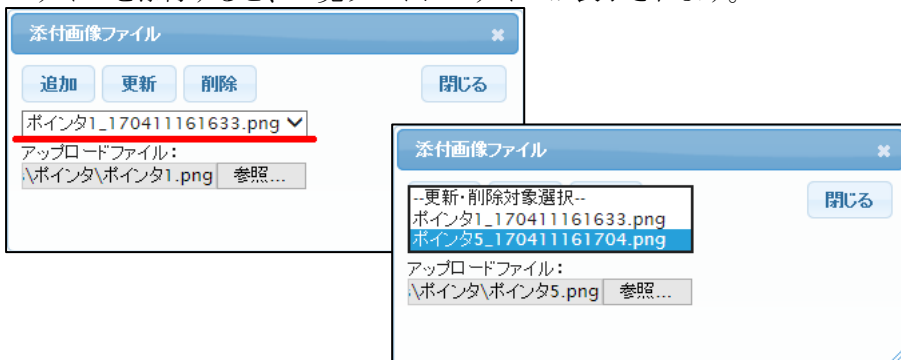 添付画像ファイル
追加 更新 削除 閉じる
ポインタ1_170411161633.png
アップロードファイル:
\ポインタ\ポインタ1.png 参照...
添付画像ファイル
閉じる
--更新・削除対象選択--
ポインタ1_170411161633.png
ポインタ5_170411161704.png
アップロードファイル:
\ポインタ\ポインタ5.png 参照...